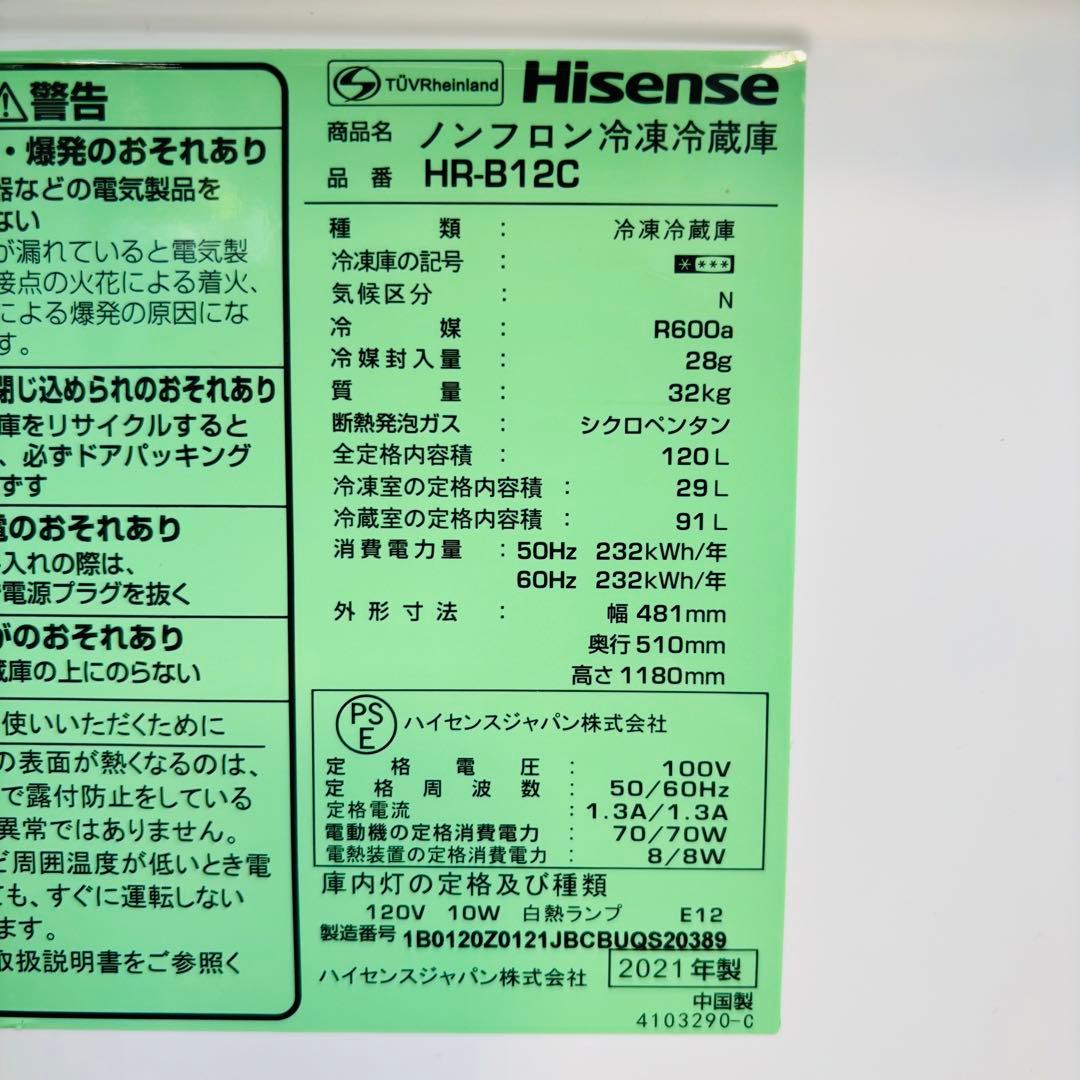 警告
・爆発のおそれあり
器などの電気製品を
ない
が漏れていると電気製
接点の火花による着火、
による爆発の原因にな
す。
閉じ込められのおそれあり
庫をリサイクルすると
、必ずドアパッキング
ずす
電のおそれあり
入れの際は、
電源プラグを抜く
がのおそれあり
蔵庫の上にのらない
使いいただくために
の表面が熱くなるのは、
で露付防止をしている
異常ではありません。
ど周囲温度が低いとき電
ても、すぐに運転しない
ます。
取扱説明書をご参照く
TÜVRheinland Hisense
商品名 ノンフロン冷凍冷蔵庫
品番 HR-B12C
種類 : 冷凍冷蔵庫
冷凍庫の記号 : * ***
気候区分 : N
冷媒 : R600a
冷媒封入量 : 28g
質量 : 32kg
断熱発泡ガス : シクロペンタン
全定格内容積 : 120L
冷凍室の定格内容積 : 29L
冷蔵室の定格内容積 : 91L
消費電力量 : 50Hz 232kWh/年
60Hz 232kWh/年
外形寸法 : 幅 481mm
奥行 510mm
高さ 1180mm
PSE ハイセンスジャパン株式会社
定格電圧 : 100V
定格周波数 : 50/60Hz
定格電流 : 1.3A/1.3A
電動機の定格消費電力 : 70/70W
電熱装置の定格消費電力 : 8/8W
庫内灯の定格及び種類
120V 10W 白熱ランプ E12
製造番号 1B0120Z0121JBCBUQS20389
ハイセンスジャパン株式会社 2021年製
中国製
4103290-C